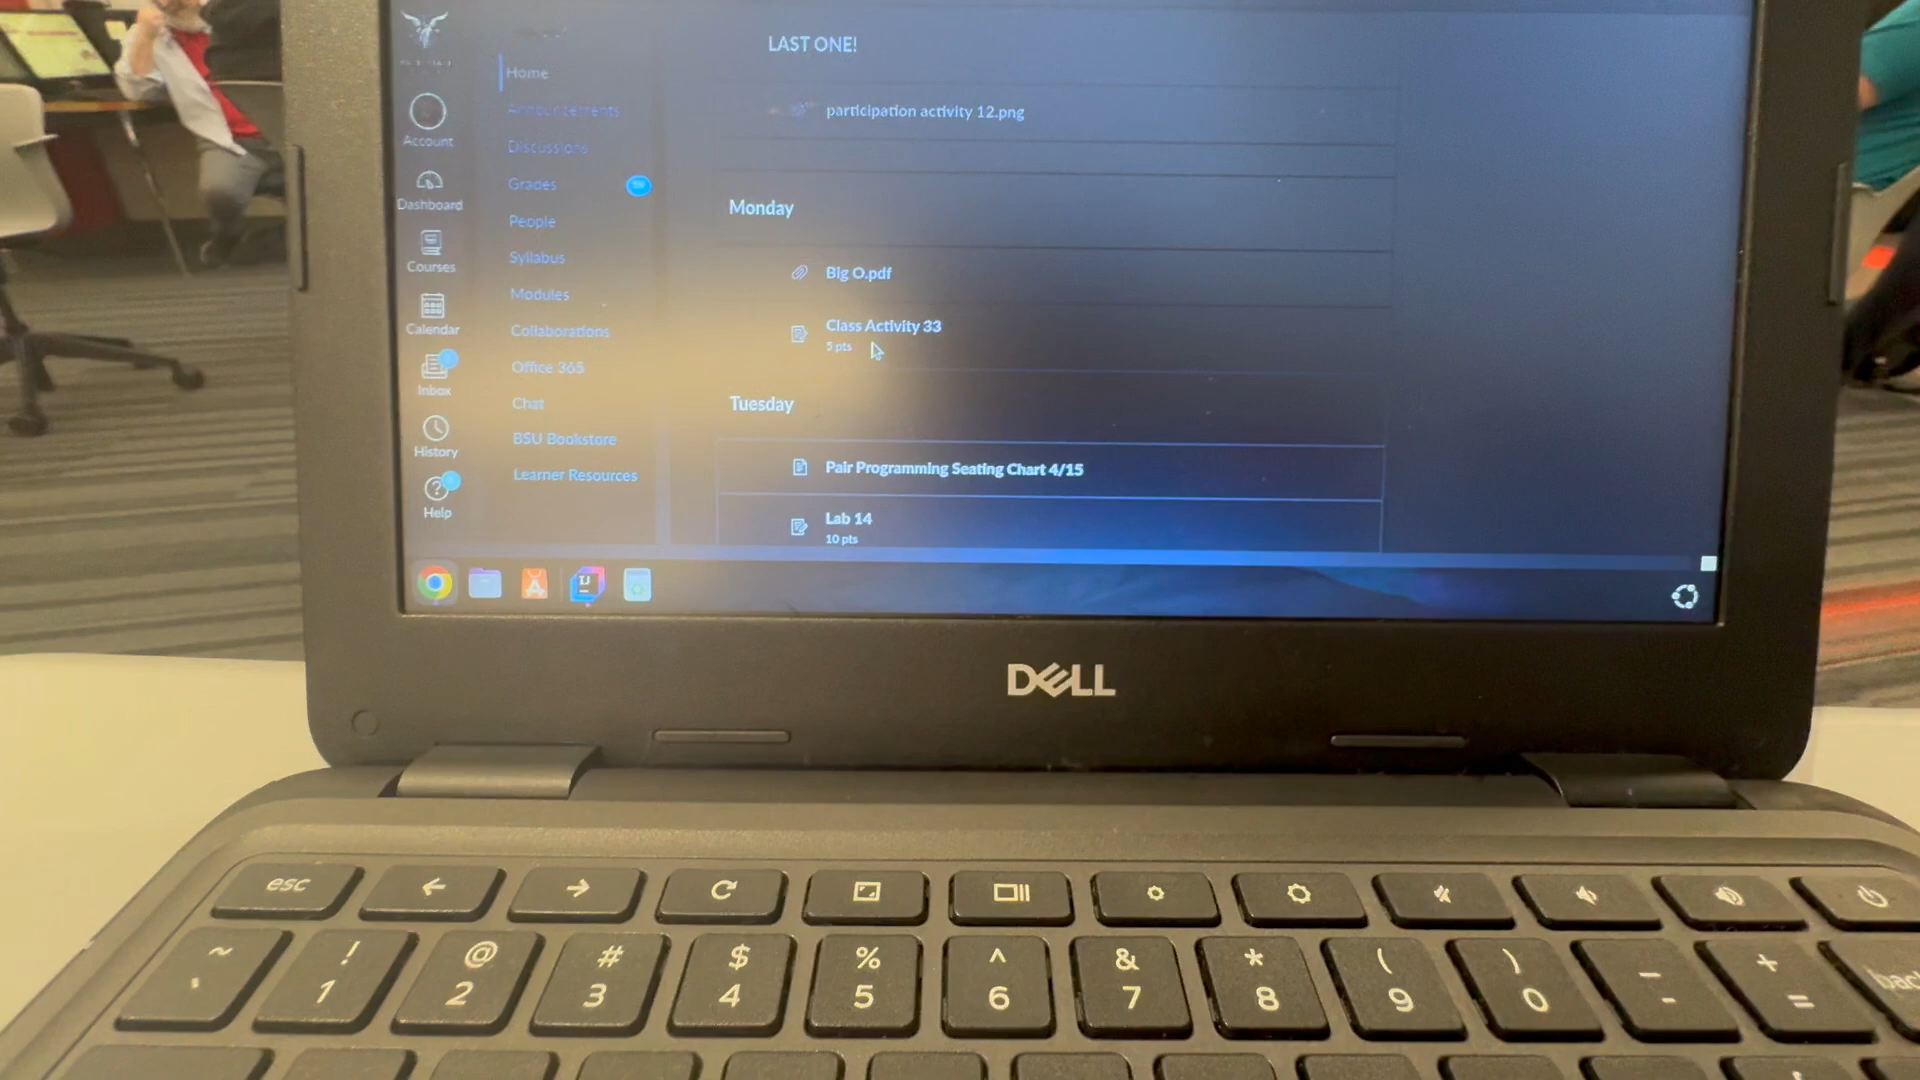 LAST ONE!
Home
participation activity 12.png
Announcements
Account
Discussions
Grades
Dashboard
Monday
People
Courses
Syllabus
Big O.pdf
Modules
Calendar
Collaborations
Class Activity 33
5 pts
Office 365
Inbox
Chat
Tuesday
BSU Bookstore
History
Pair Programming Seating Chart 4/15
Learner Resources
Help
Lab 14
10 pts
IJ
DELL
esc
~ ! @ # $ % ^ & * ( ) _ +
` 1 2 3 4 5 6 7 8 9 0 - =